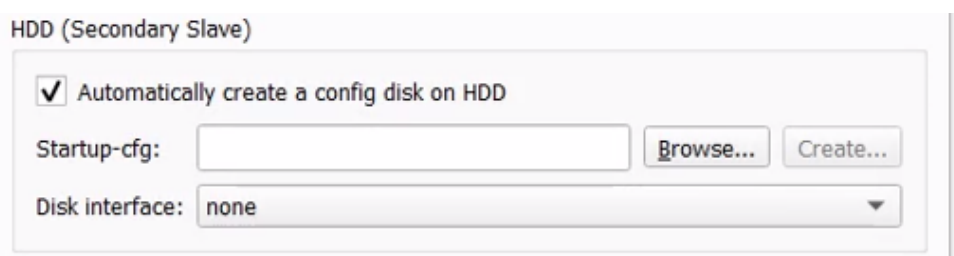 HDD (Secondary Slave)
Automatically create a config disk on HDD
Startup-cfg: Browse... Create...
Disk interface: none